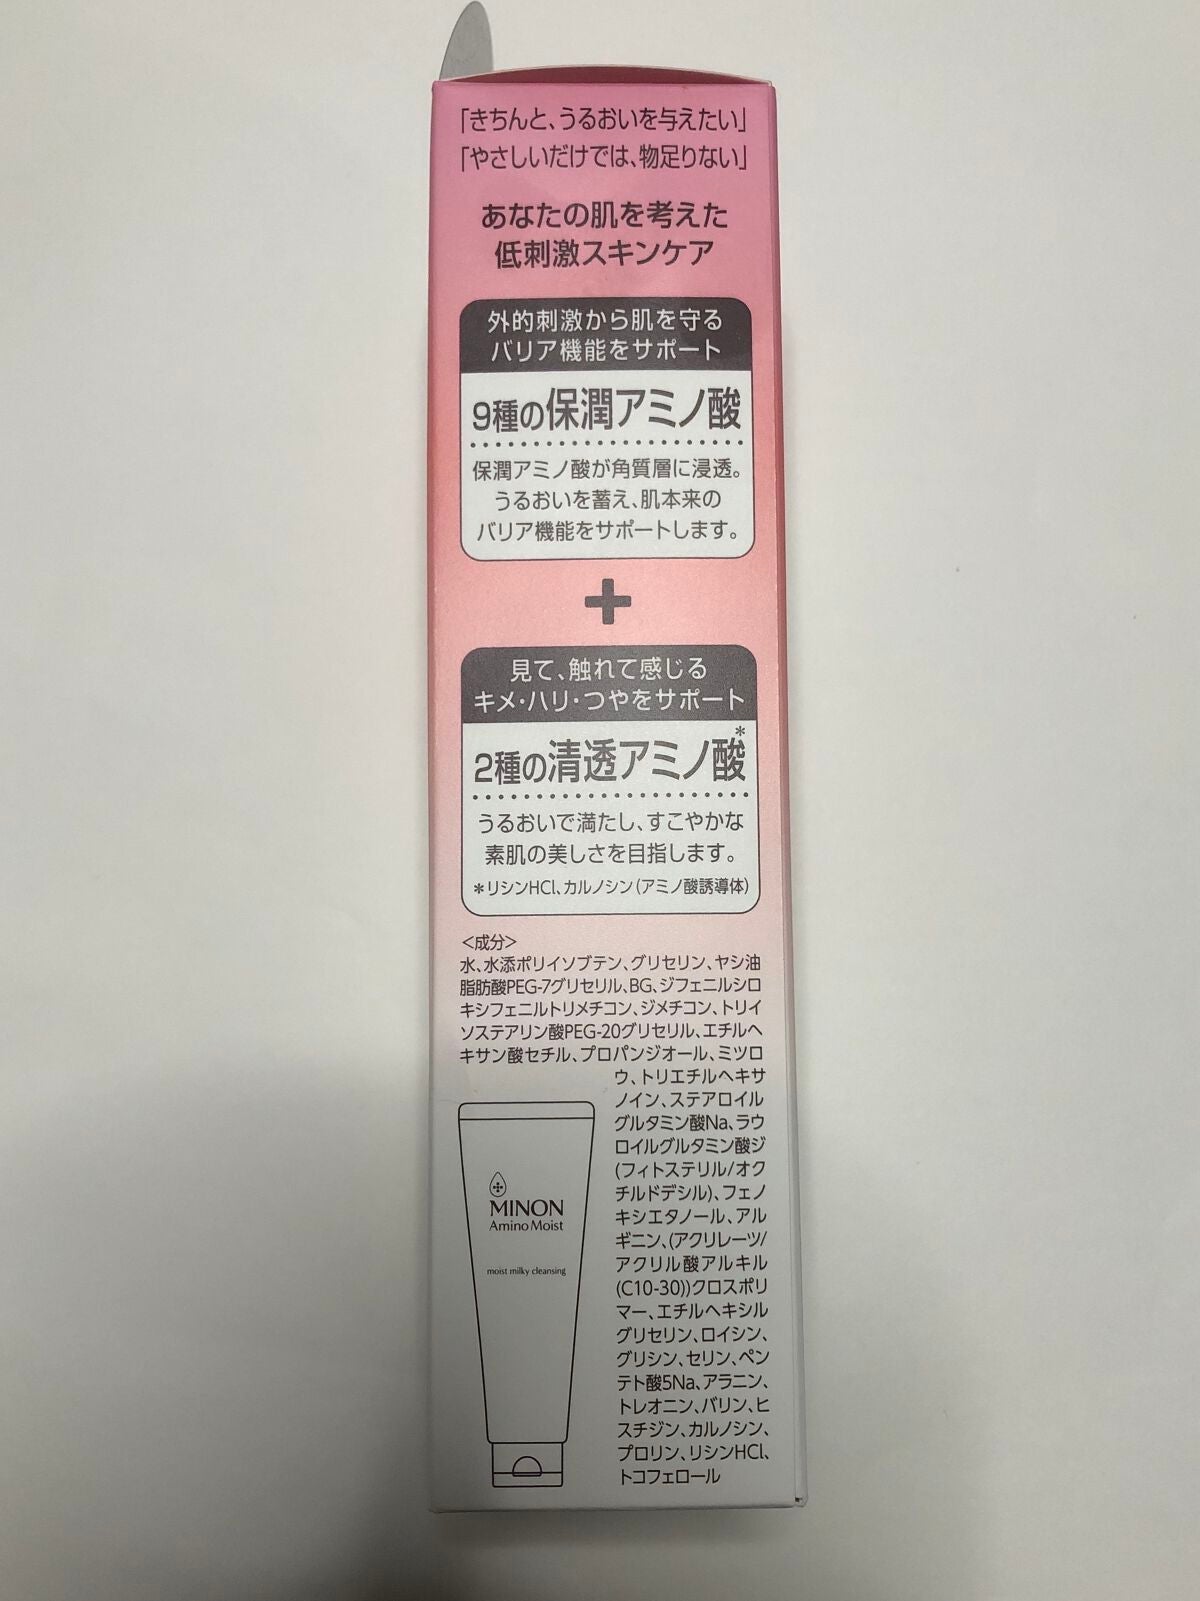 「きちんと、うるおいを与えたい」
「やさしいだけでは、物足りない」
あなたの肌を考えた
低刺激スキンケア
外的刺激から肌を守る
バリア機能をサポート
9種の保潤アミノ酸
保潤アミノ酸が角質層に浸透。
うるおいを蓄え、肌本来の
バリア機能をサポートします。
+
見て、触れて感じる
キメ・ハリ・つやをサポート
2種の清透アミノ酸*
うるおいで満たし、すこやかな
素肌の美しさを目指します。
*リシンHCl、カルノシン(アミノ酸誘導体)
<成分>
水、水添ポリイソブテン、グリセリン、ヤシ油
脂肪酸PEG-7グリセリル、BG、ジフェニルシロ
キシフェニルトリメチコン、ジメチコン、トリイ
ソステアリン酸PEG-20グリセリル、エチルヘ
キサン酸セチル、プロパンジオール、ミツロ
ウ、トリエチルヘキサ
ノイン、ステアロイル
グルタミン酸Na、ラウ
ロイルグルタミン酸ジ
(フィトステリル/オク
チルドデシル)、フェノ
キシエタノール、アル
ギニン、(アクリレーツ/
アクリル酸アルキル
(C10-30))クロスポリ
マー、エチルヘキシル
グリセリン、ロイシン、
グリシン、セリン、ペン
テト酸5Na、アラニン、
トレオニン、バリン、ヒ
スチジン、カルノシン、
プロリン、リシンHCl、
トコフェロール
MINON
Amino Moist
moist milky cleansing